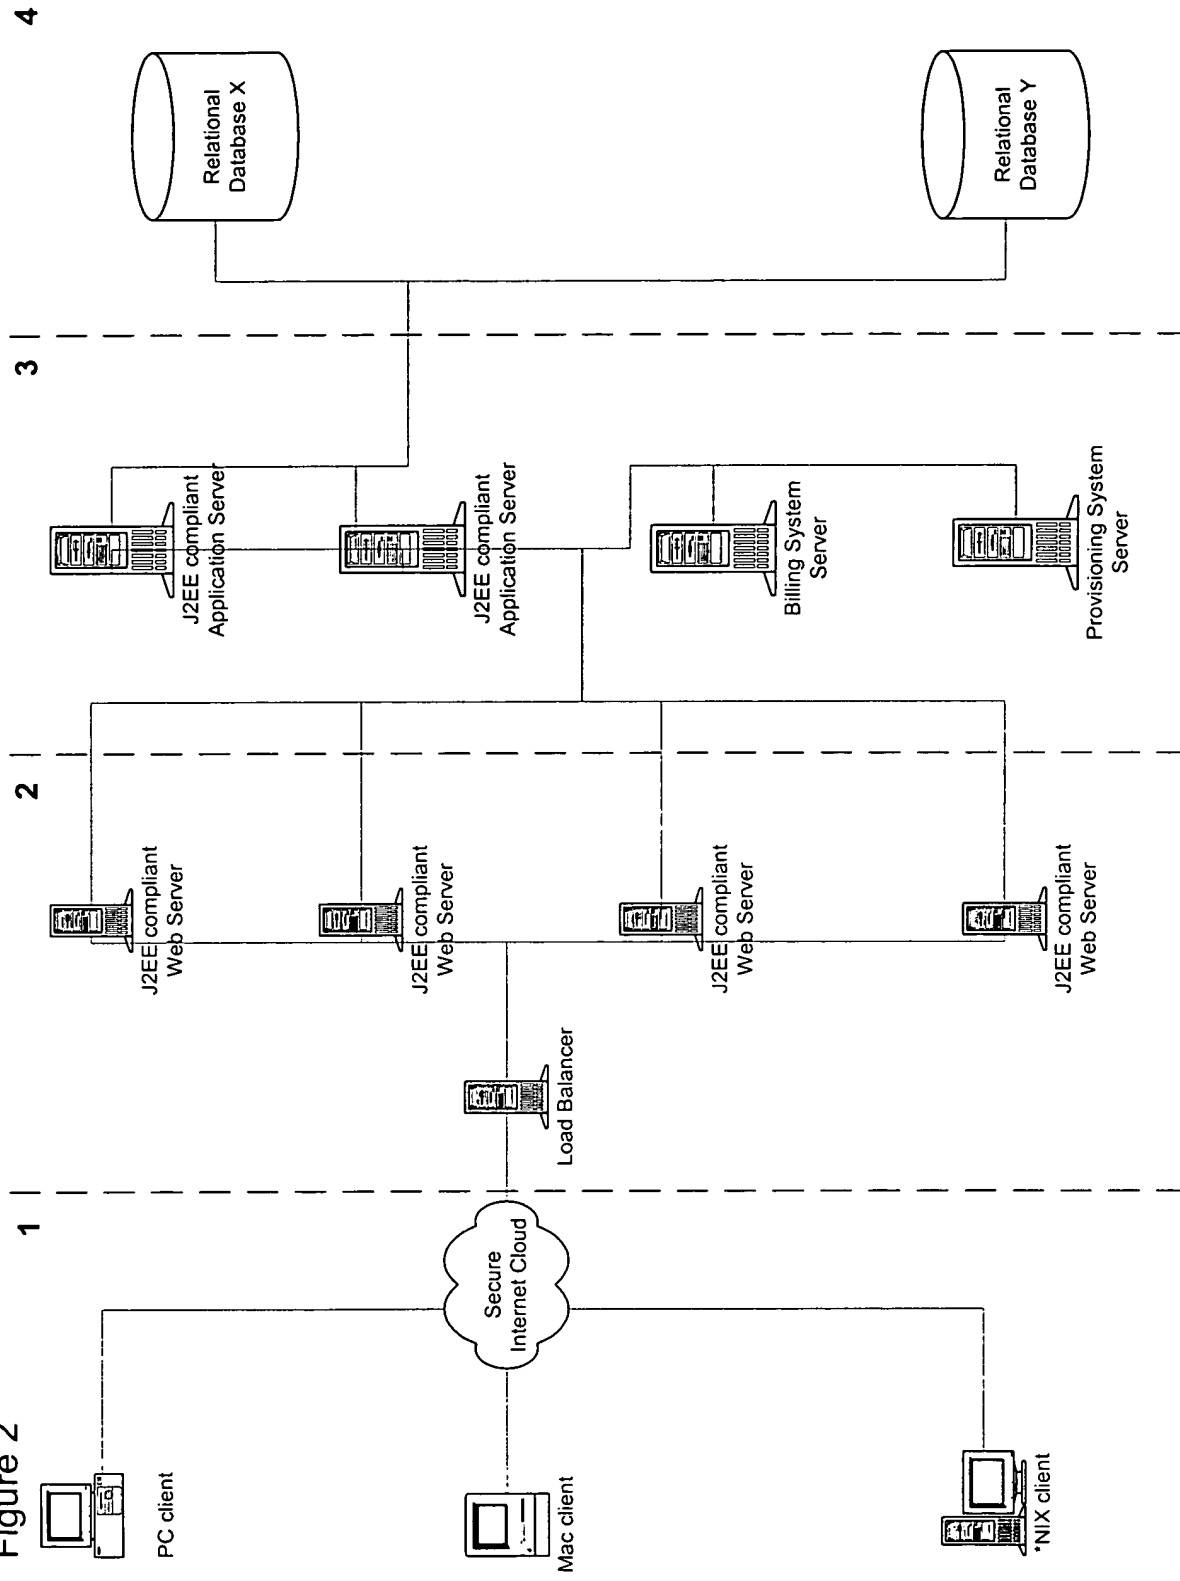 Figure 2
1
2
3
4
PC client
Mac client
*NIX client
Secure
Internet Cloud
Load Balancer
J2EE compliant
Web Server
J2EE compliant
Web Server
J2EE compliant
Web Server
J2EE compliant
Web Server
J2EE compliant
Application Server
J2EE compliant
Application Server
Billing System
Server
Provisioning System
Server
Relational
Database X
Relational
Database Y